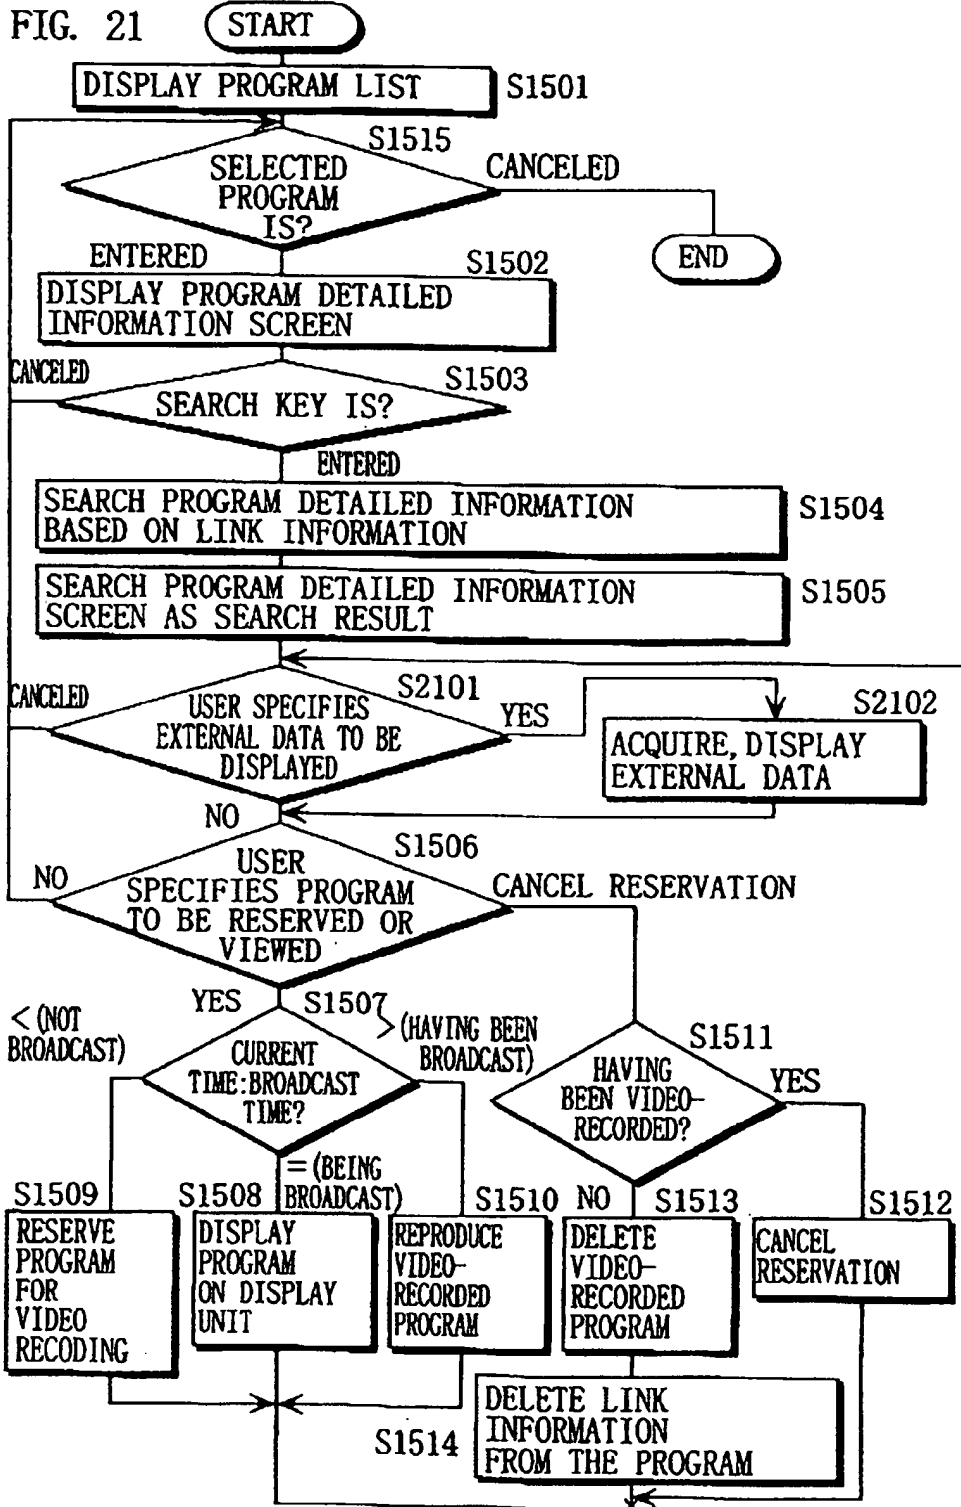 FIG. 21
START
DISPLAY PROGRAM LIST
S1501
S1515
SELECTED
PROGRAM
IS?
CANCELED
END
ENTERED
S1502
DISPLAY PROGRAM DETAILED
INFORMATION SCREEN
CANCELED
S1503
SEARCH KEY IS?
ENTERED
SEARCH PROGRAM DETAILED INFORMATION
BASED ON LINK INFORMATION
S1504
SEARCH PROGRAM DETAILED INFORMATION
SCREEN AS SEARCH RESULT
S1505
CANCELED
S2101
USER SPECIFIES
EXTERNAL DATA TO BE
DISPLAYED
YES
S2102
ACQUIRE, DISPLAY
EXTERNAL DATA
NO
S1506
NO
USER
SPECIFIES PROGRAM
TO BE RESERVED OR
VIEWED
CANCEL RESERVATION
YES
S1507
< (NOT
BROADCAST)
CURRENT
TIME:BROADCAST
TIME?
> (HAVING BEEN
BROADCAST)
S1511
HAVING
BEEN VIDEO-
RECORDED?
YES
= (BEING
BROADCAST)
NO
S1509
RESERVE
PROGRAM
FOR
VIDEO
RECODING
S1508
DISPLAY
PROGRAM
ON DISPLAY
UNIT
S1510
REPRODUCE
VIDEO-
RECORDED
PROGRAM
S1513
DELETE
VIDEO-
RECORDED
PROGRAM
S1512
CANCEL
RESERVATION
S1514
DELETE LINK
INFORMATION
FROM THE PROGRAM